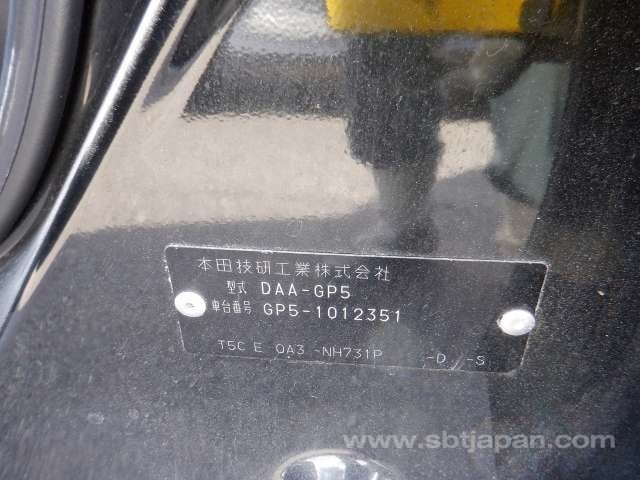 本田技研工業株式会社
型式 DAA-GP5
車台番号 GP5-1012351
T5C E 0A3 -NH731P -D -S
www.sbtjapan.com